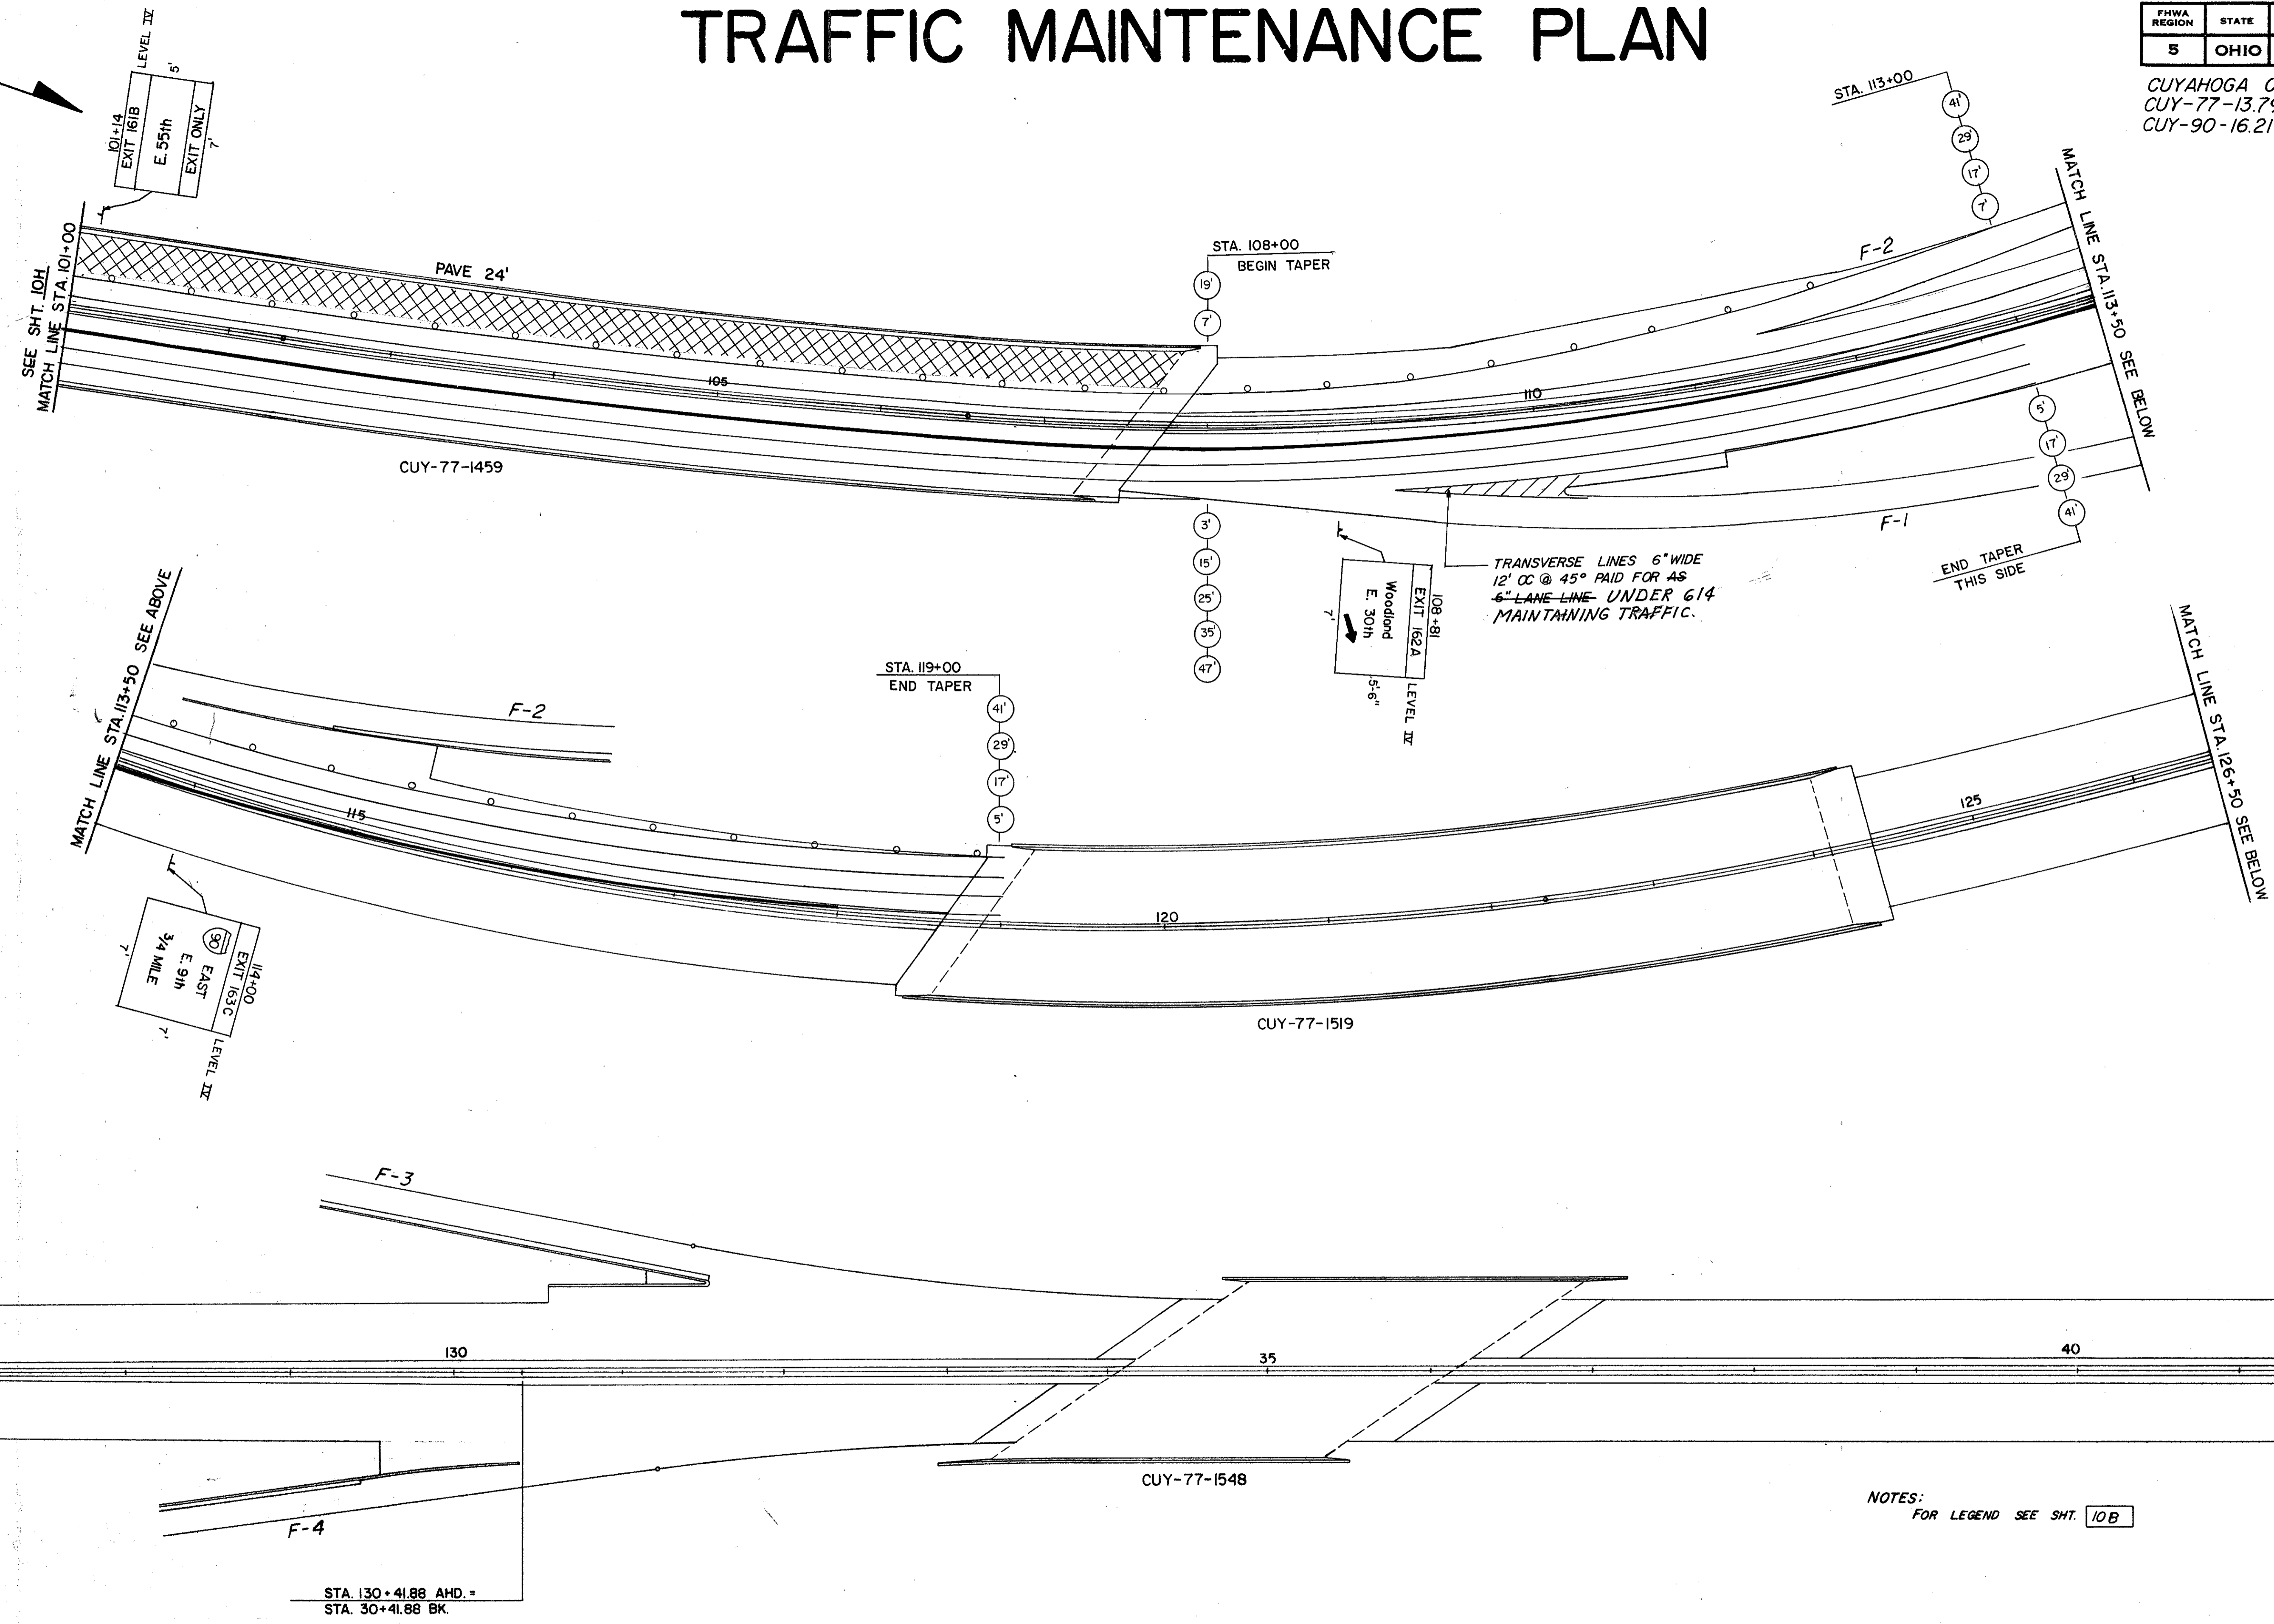 TRAFFIC MAINTENANCE PLAN
FHWA REGION
STATE
5
OHIO
CUYAHOGA
CUY-77-13.79
CUY-90-16.21
LEVEL IV
5'
101+14
EXIT 161B
E. 55th
EXIT ONLY
7'
SEE SHT. 10H
MATCH LINE STA. 101+00
PAVE 24'
105
CUY-77-1459
STA. 108+00
BEGIN TAPER
19'
7'
3'
15'
25'
35'
47'
110
STA. 113+00
41'
29'
17'
7'
F-2
MATCH LINE STA. 113+50 SEE BELOW
5'
17'
29'
41'
END TAPER
THIS SIDE
F-1
108+81
EXIT 162A
Woodland
E. 30th
7'
5'-6"
LEVEL IV
TRANSVERSE LINES 6" WIDE
12' OC @ 45° PAID FOR AS
6" LANE LINE UNDER 614
MAINTAINING TRAFFIC.
MATCH LINE STA. 113+50 SEE ABOVE
F-2
115
STA. 119+00
END TAPER
41'
29'
17'
5'
120
125
MATCH LINE STA. 126+50 SEE BELOW
CUY-77-1519
114+00
EXIT 163C
90 EAST
E. 9th
3/4 MILE
7'
7'
LEVEL IV
F-3
130
35
40
CUY-77-1548
F-4
STA. 130+41.88 AHD. =
STA. 30+41.88 BK.
NOTES:
FOR LEGEND SEE SHT. 10B